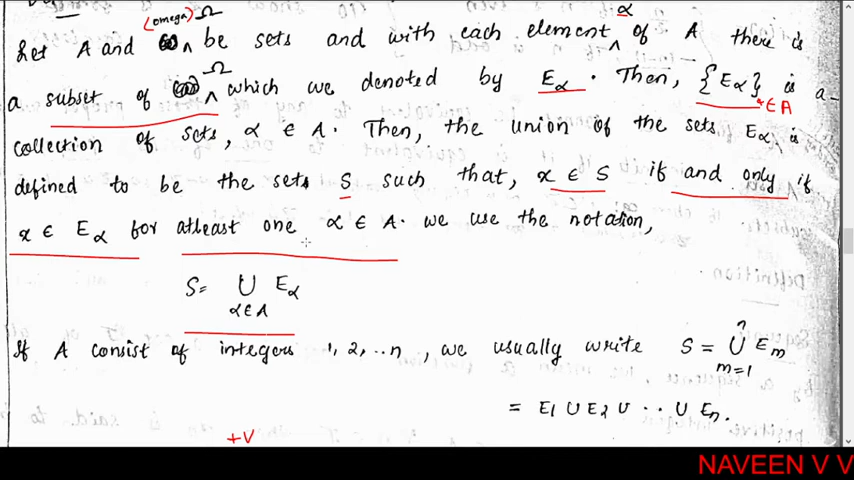 (omega) Ω α
Let A and be sets and with each element of A there is
Ω
a subset of which we denoted by Eα. Then, {Eα} is a
α∈A
collection of sets, α ∈ A. Then, the union of the sets Eα is
defined to be the sets S such that, x ∈ S if and only if
x ∈ Eα for atleast one α ∈ A. we use the notation,
S = ∪ Eα
α∈A
If A consist of integers 1, 2, ..n, we usually write S = n∪m=1 Em
= E1 ∪ E2 ∪ .. ∪ En.
+V
NAVEEN V V